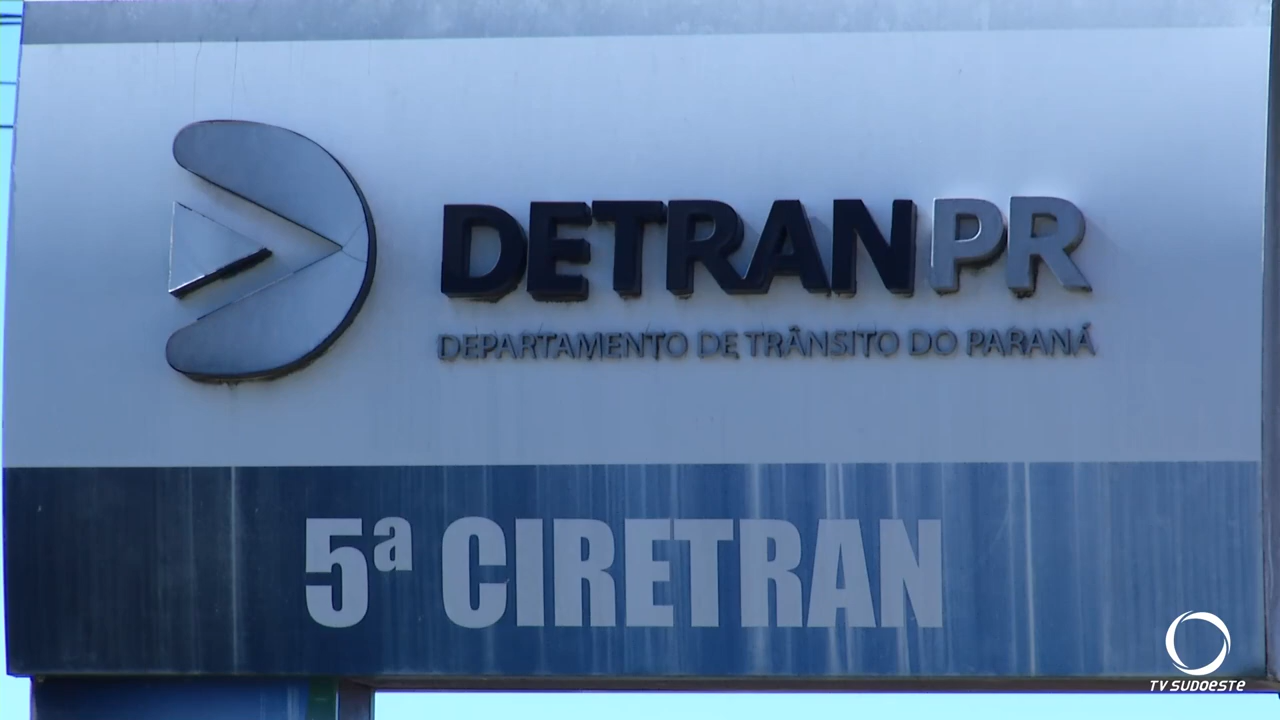 DETRANPR
DEPARTAMENTO DE TRÂNSITO DO PARANÁ
5ª CIRETRAN
TV SUDOESTE